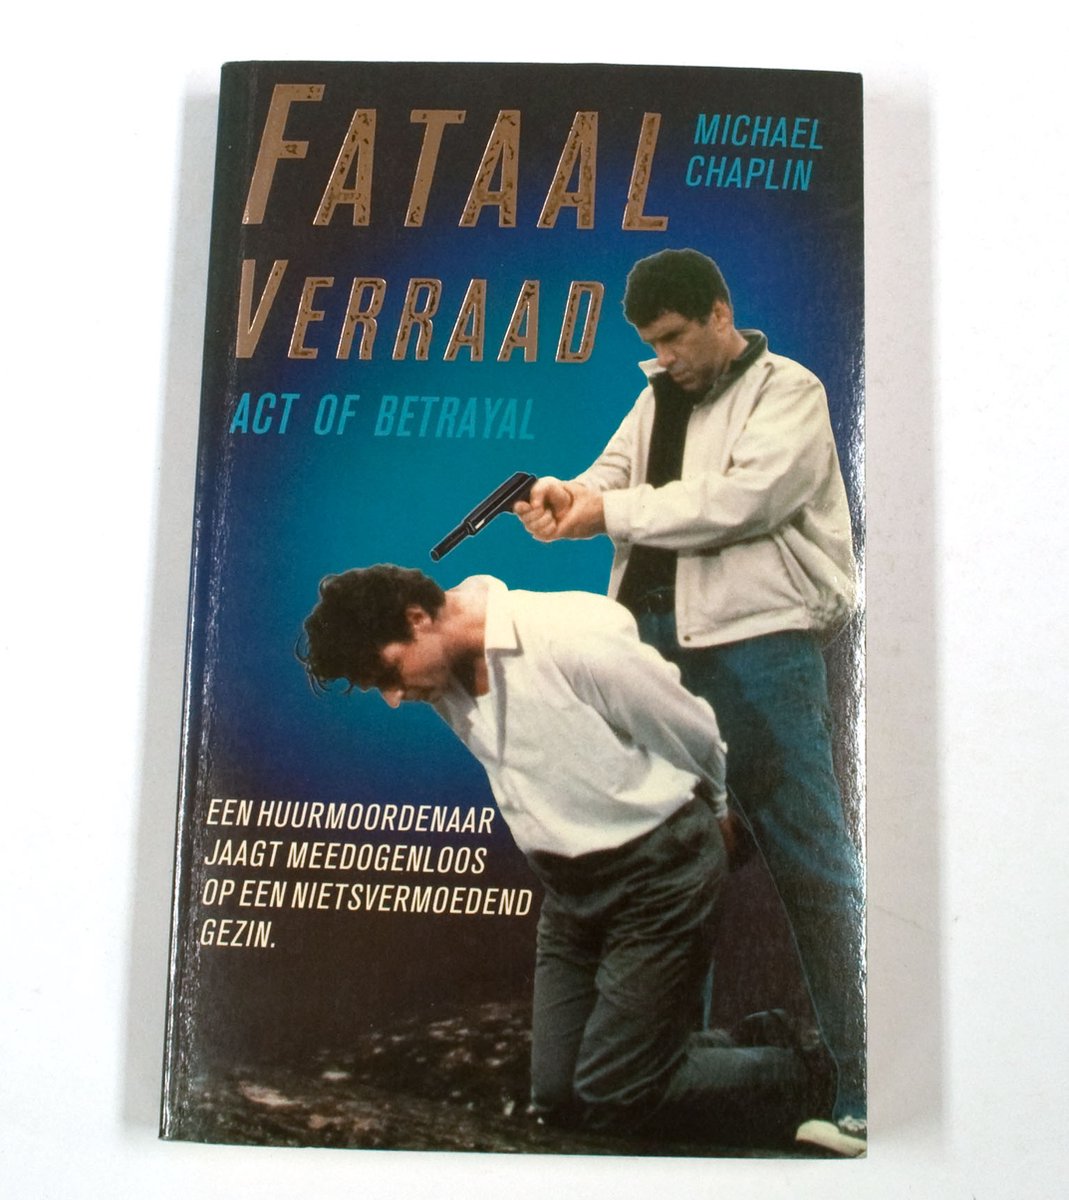 FATAAL
VERRAAD
MICHAEL
CHAPLIN
ACT OF BETRAYAL
EEN HUURMOORDENAAR
JAAGT MEEDOGENLOOS
OP EEN NIETSVERMOEDEND
GEZIN.